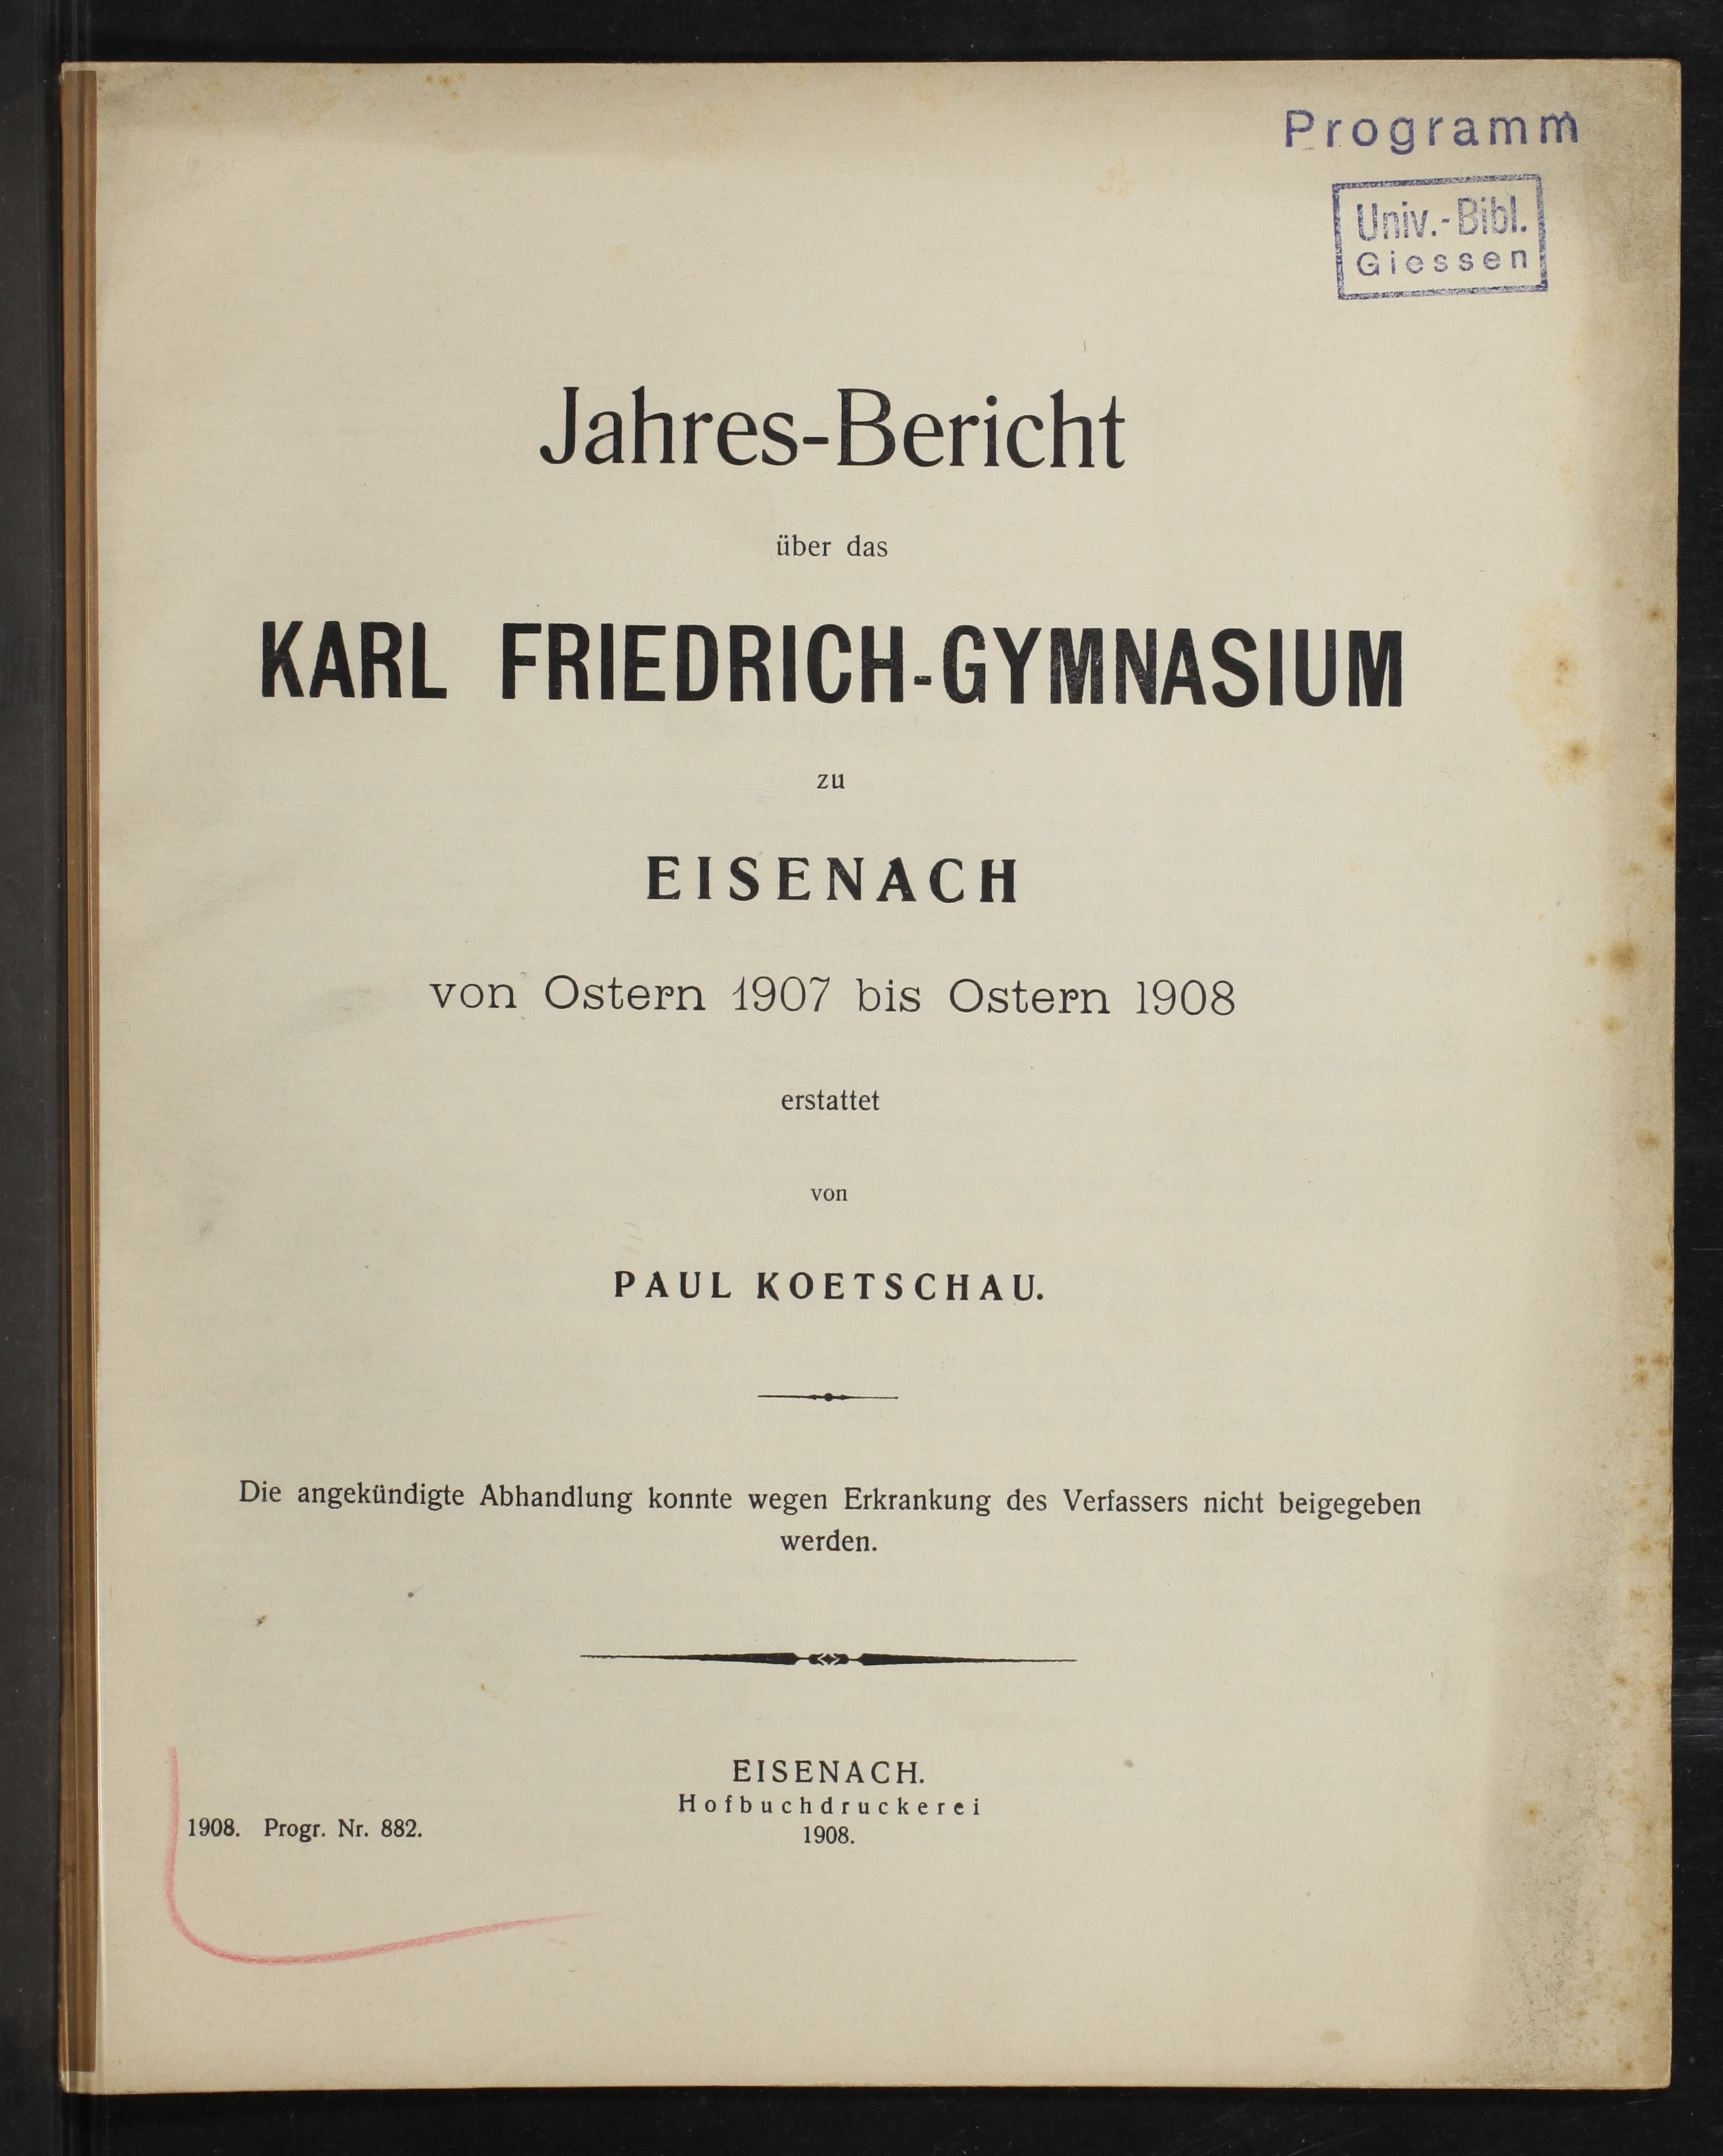 Programm
Univ.-Bibl.
Giessen
Jahres-Bericht
über das
KARL FRIEDRICH-GYMNASIUM
zu
EISENACH
von Ostern 1907 bis Ostern 1908
erstattet
von
PAUL KOETSCHAU.
Die angekündigte Abhandlung konnte wegen Erkrankung des Verfassers nicht beigegeben
werden.
EISENACH.
Hofbuchdruckerei
1908. Progr. Nr. 882.
1908.